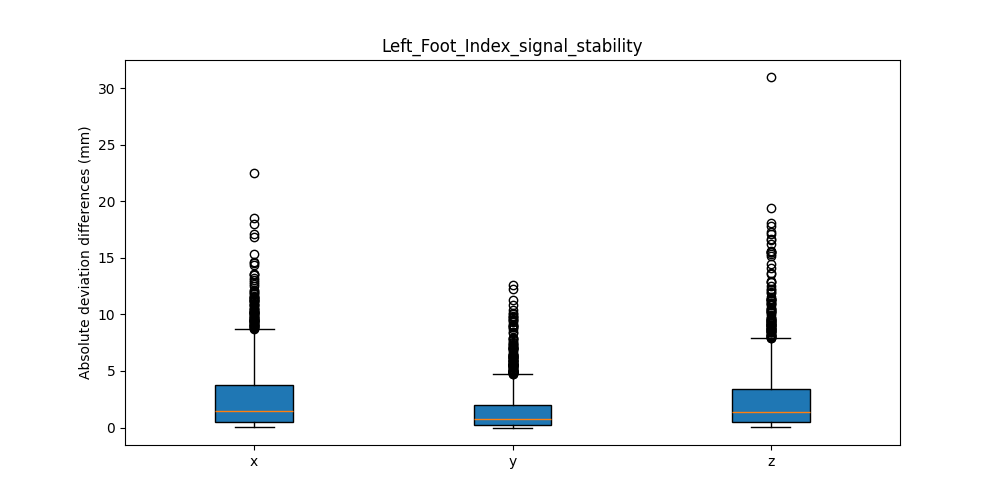 Left_Foot_Index_signal_stability
Absolute deviation differences (mm)
30
25
20
15
10
5
0
x
y
z